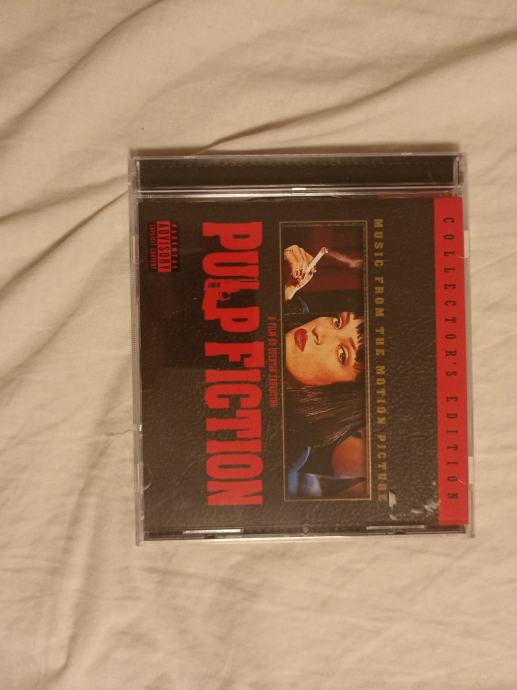 COLLECTOR'S EDITION
MUSIC FROM THE MOTION PICTURE
A FILM BY QUENTIN TARANTINO
PULP FICTION
PARENTAL
ADVISORY
EXPLICIT CONTENT